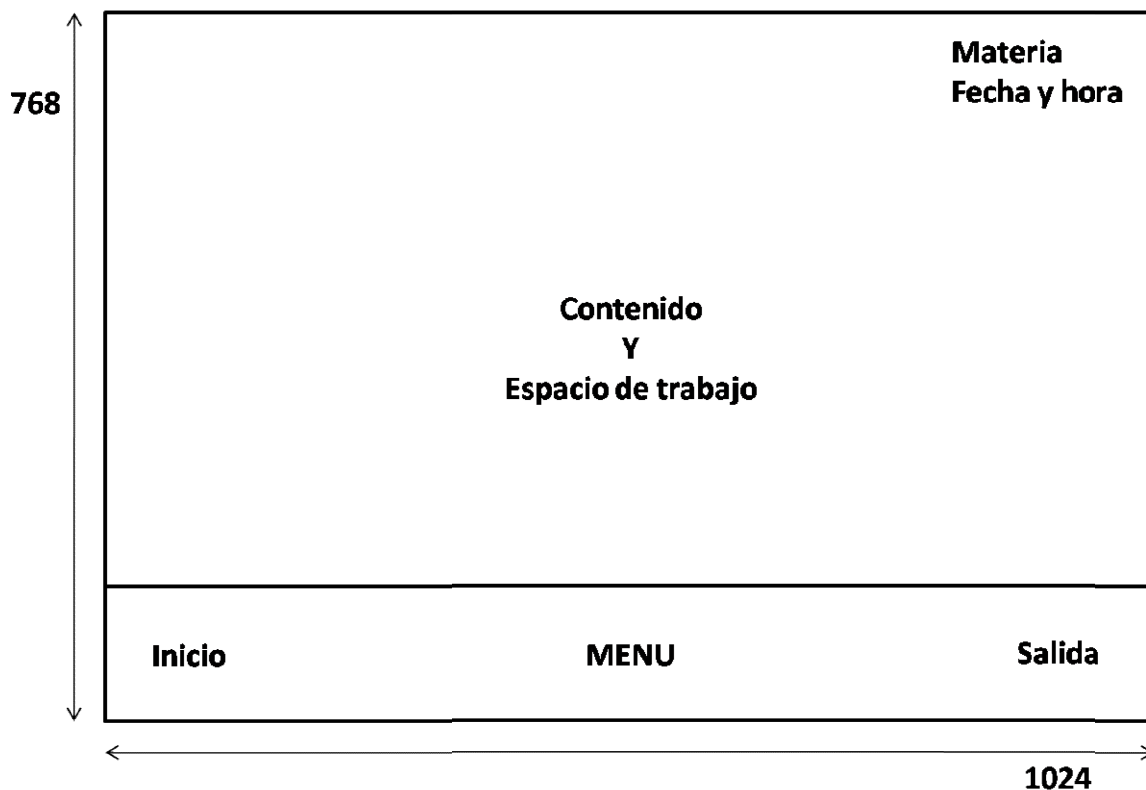 Materia
Fecha y hora
768
Contenido
Y
Espacio de trabajo
Inicio MENU Salida
1024